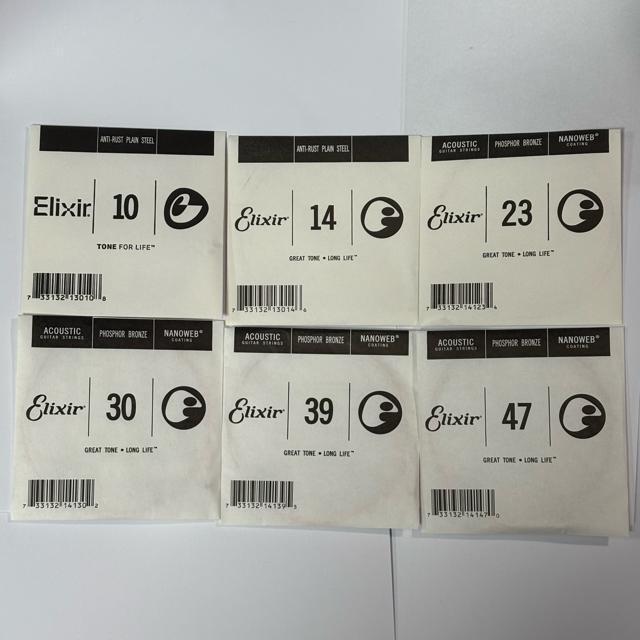 ANTI-RUST PLAIN STEEL
Elixir. 10
TONE FOR LIFE™
7 33132 13010 8
ANTI-RUST PLAIN STEEL
Elixir 14
GREAT TONE • LONG LIFE™
7 33132 13014 6
ACOUSTIC PHOSPHOR BRONZE NANOWEB®
GUITAR STRINGS COATING
Elixir 23
GREAT TONE • LONG LIFE™
7 33132 14123 4
ACOUSTIC PHOSPHOR BRONZE NANOWEB®
GUITAR STRINGS COATING
Elixir 30
GREAT TONE • LONG LIFE™
7 33132 14130 2
ACOUSTIC PHOSPHOR BRONZE NANOWEB®
GUITAR STRINGS COATING
Elixir 39
GREAT TONE • LONG LIFE™
7 33132 14139 5
ACOUSTIC PHOSPHOR BRONZE NANOWEB®
GUITAR STRINGS COATING
Elixir 47
GREAT TONE • LONG LIFE™
7 33132 14147 0